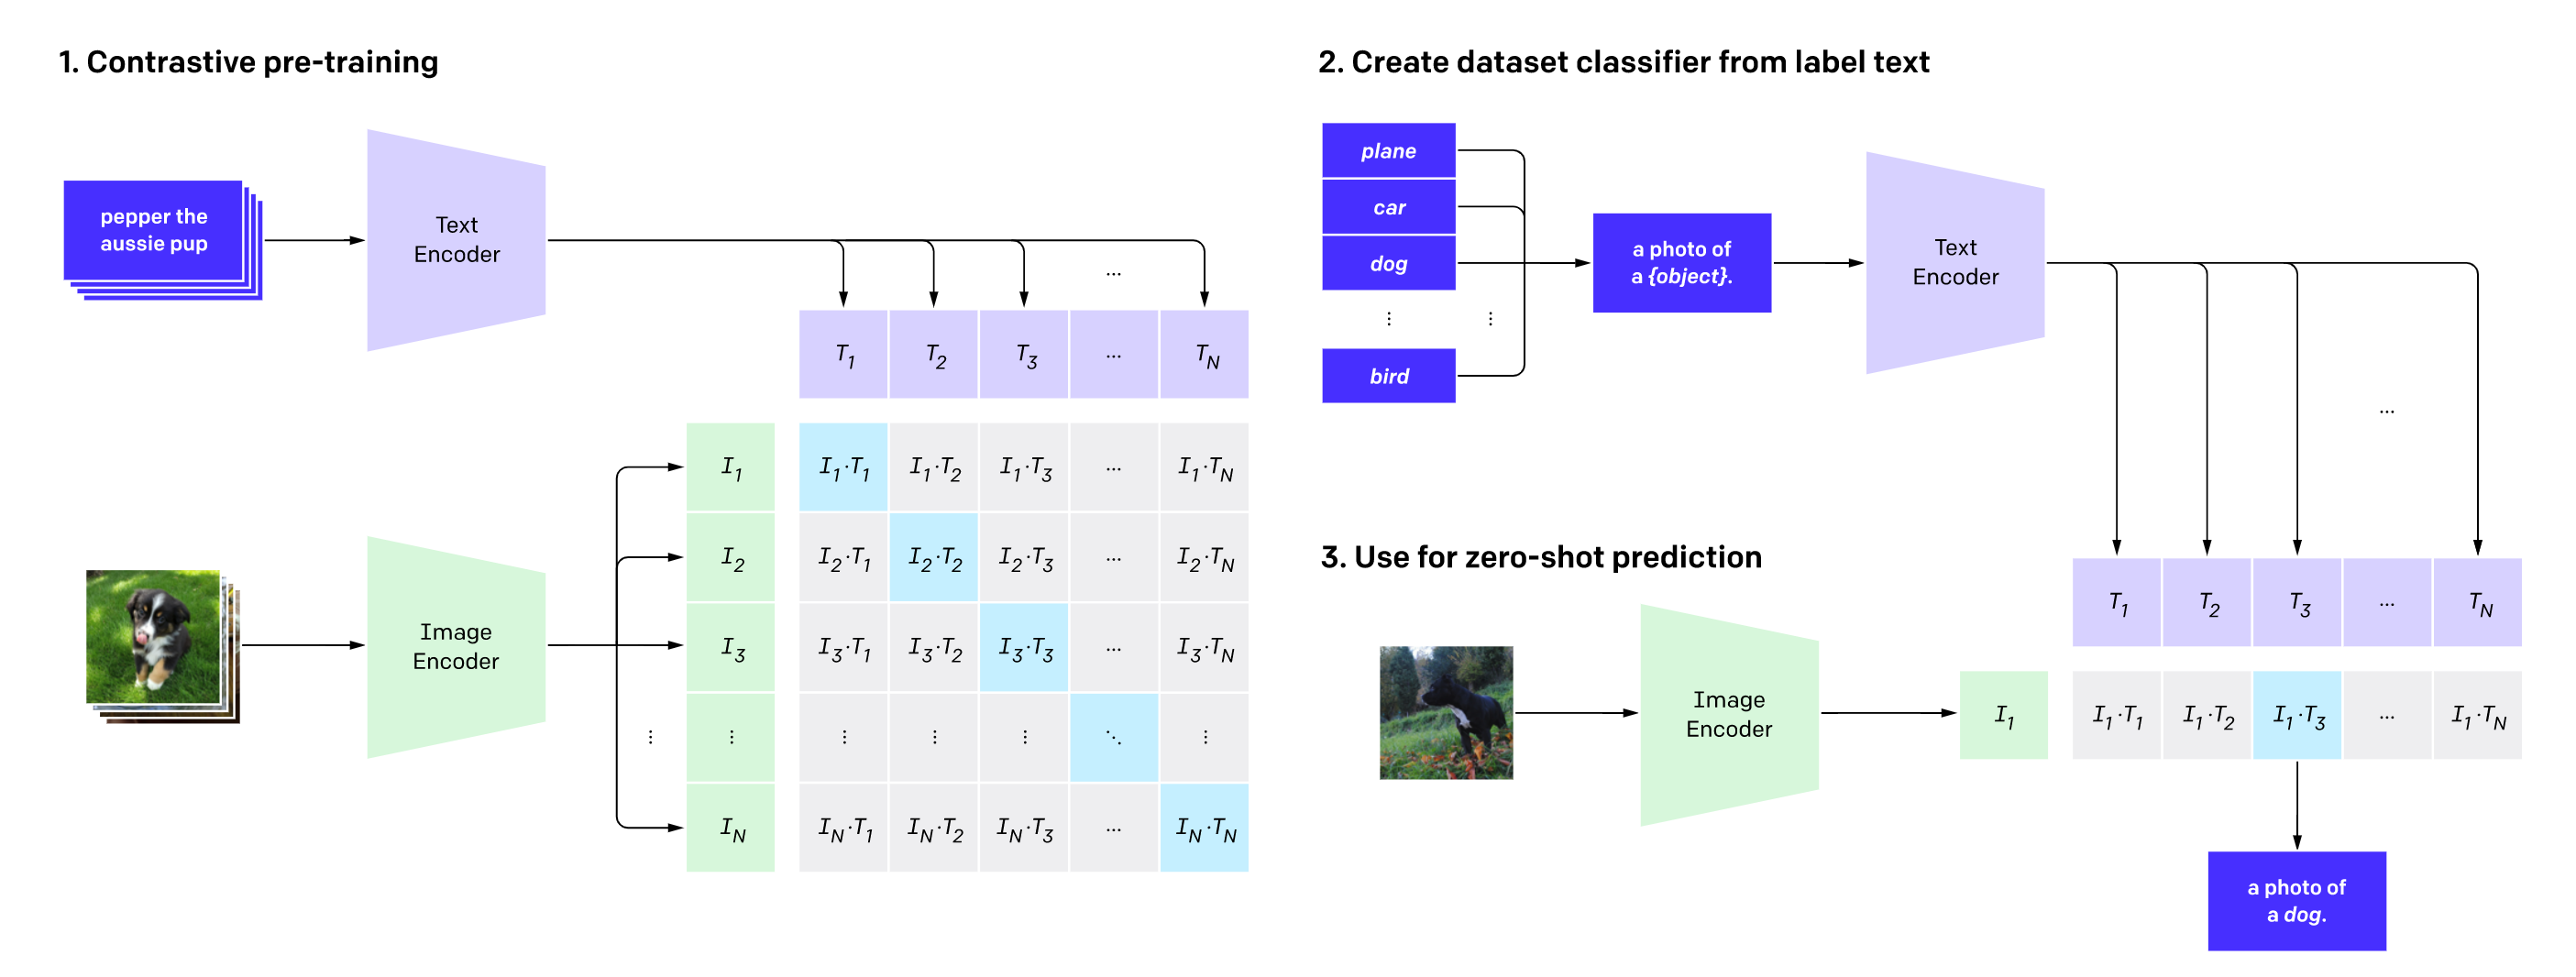 1. Contrastive pre-training
pepper the
aussie pup
Text
Encoder
...
T1 T2 T3 ... TN
Image
Encoder
I1 I1·T1 I1·T2 I1·T3 ... I1·TN
I2 I2·T1 I2·T2 I2·T3 ... I2·TN
I3 I3·T1 I3·T2 I3·T3 ... I3·TN
⋮ ⋮ ⋮ ⋮ ⋮ ⋱ ⋮
IN IN·T1 IN·T2 IN·T3 ... IN·TN
2. Create dataset classifier from label text
plane
car
dog
⋮ ⋮
bird
a photo of
a {object}.
Text
Encoder
...
3. Use for zero-shot prediction
Image
Encoder
T1 T2 T3 ... TN
I1 I1·T1 I1·T2 I1·T3 ... I1·TN
a photo of
a dog.